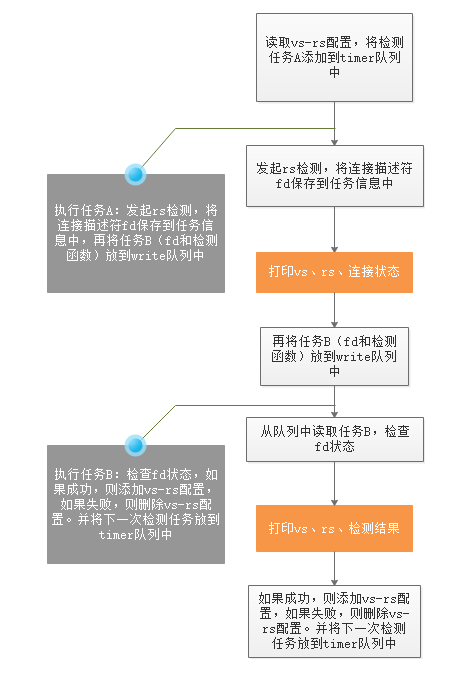 读取vs-rs配置，将检测
任务A添加到timer队列
中
发起rs检测，将连接描述符
fd保存到任务信息中
执行任务A：发起rs检测，将
连接描述符fd保存到任务信
息中，再将任务B（fd和检测
函数）放到write队列中
打印vs、rs、连接状态
再将任务B（fd和检测
函数）放到write队列
中
从队列中读取任务B，检查
fd状态
执行任务B：检查fd状态，如
果成功，则添加vs-rs配置，
如果失败，则删除vs-rs配
置。并将下一次检测任务放到
timer队列中
打印vs、rs、检测结果
如果成功，则添加vs-rs配
置，如果失败，则删除vs-
rs配置。并将下一次检测
任务放到timer队列中